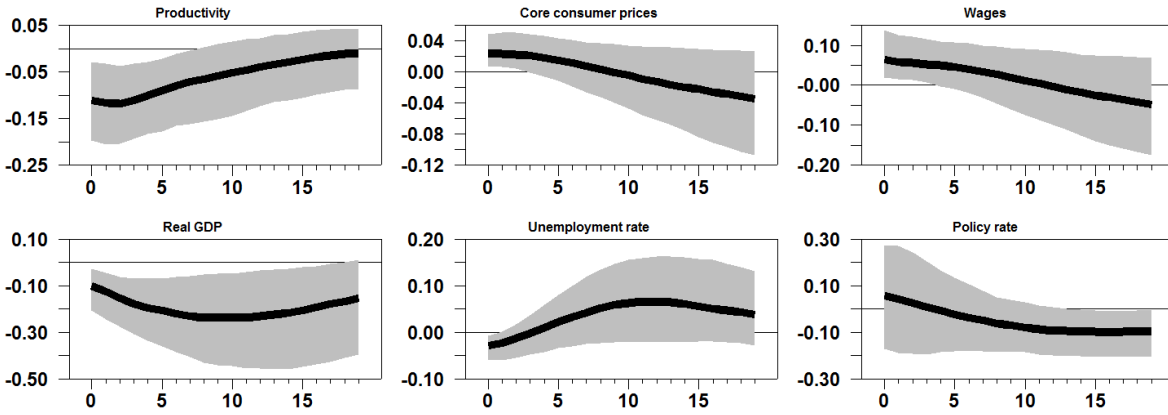 Productivity
0.05
-0.05
-0.15
-0.25
0 5 10 15
Core consumer prices
0.04
0.00
-0.04
-0.08
-0.12
0 5 10 15
Wages
0.10
-0.00
-0.10
-0.20
0 5 10 15
Real GDP
0.10
-0.10
-0.30
-0.50
0 5 10 15
Unemployment rate
0.20
0.10
0.00
-0.10
0 5 10 15
Policy rate
0.30
0.10
-0.10
-0.30
0 5 10 15